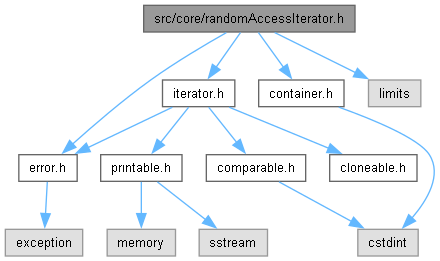 src/core/randomAccessIterator.h
iterator.h
container.h
limits
error.h
printable.h
comparable.h
cloneable.h
exception
memory
sstream
cstdint